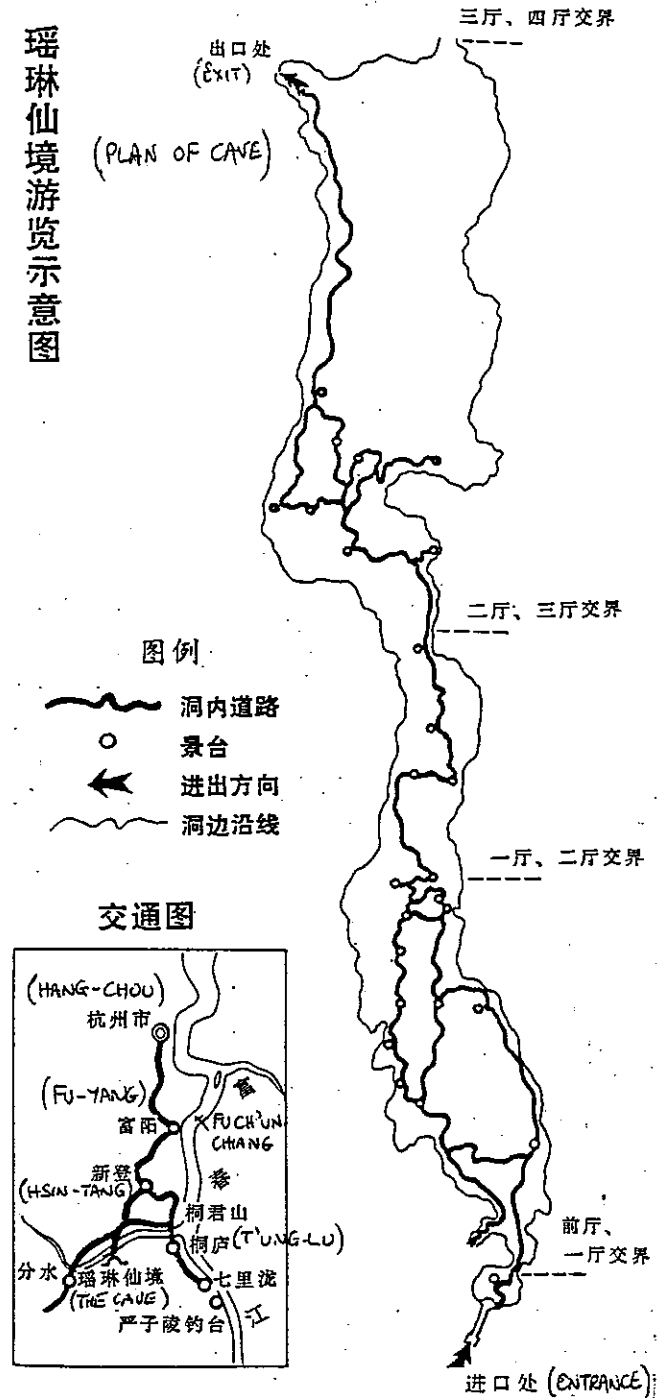 瑶琳仙境游览示意图
三厅、四厅交界
出口处
(EXIT)
(PLAN OF CAVE)
二厅、三厅交界
图例
洞内道路
景台
进出方向
洞边沿线
一厅、二厅交界
交通图
(HANG-CHOU)
杭州市
(FU-YANG)
富阳
富春江
FUCH'UN
CHIANG
新登
(HSIN-TANG)
桐君山
桐庐 (T'UNG-LU)
分水
瑶琳仙境
(THE CAVE)
七里泷
严子陵钓台
前厅、
一厅交界
进口处 (ENTRANCE)